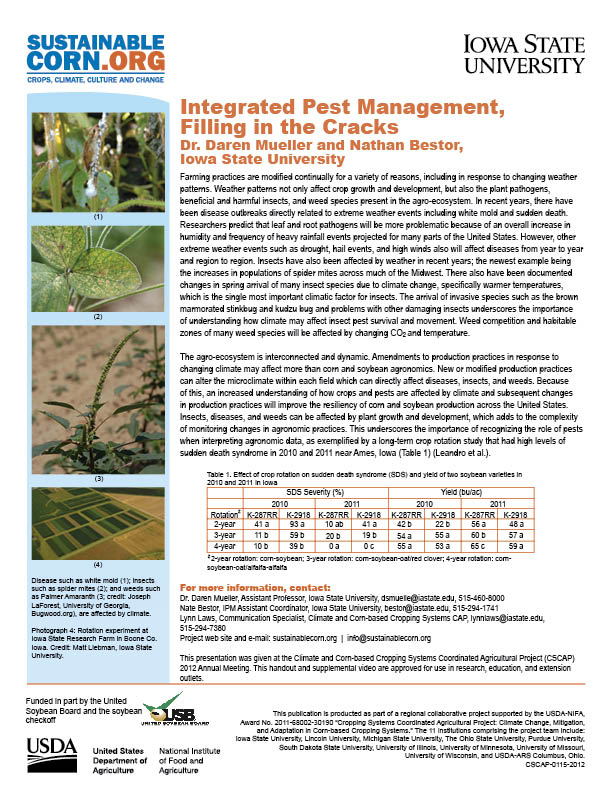 SUSTAINABLE
CORN.ORG
CROPS, CLIMATE, CULTURE AND CHANGE
IOWA STATE
UNIVERSITY
(1)
(2)
(3)
(4)
Disease such as white mold (1); insects
such as spider mites (2); and weeds such
as Palmer Amaranth (3; credit: Joseph
LaForest, University of Georgia,
Bugwood.org), are affected by climate.
Photograph 4: Rotation experiment at
Iowa State Research Farm in Boone Co.
Iowa. Credit: Matt Liebman, Iowa State
University.
Integrated Pest Management,
Filling in the Cracks
Dr. Daren Mueller and Nathan Bestor,
Iowa State University
Farming practices are modified continually for a variety of reasons, including in response to changing weather
patterns. Weather patterns not only affect crop growth and development, but also the plant pathogens,
beneficial and harmful insects, and weed species present in the agro-ecosystem. In recent years, there have
been disease outbreaks directly related to extreme weather events including white mold and sudden death.
Researchers predict that leaf and root pathogens will be more problematic because of an overall increase in
humidity and frequency of heavy rainfall events projected for many parts of the United States. However, other
extreme weather events such as drought, hail events, and high winds also will affect diseases from year to year
and region to region. Insects have also been affected by weather in recent years; the newest example being
the increases in populations of spider mites across much of the Midwest. There also have been documented
changes in spring arrival of many insect species due to climate change, specifically warmer temperatures,
which is the single most important climatic factor for insects. The arrival of invasive species such as the brown
marmorated stinkbug and kudzu bug and problems with other damaging insects underscores the importance
of understanding how climate may affect insect pest survival and movement. Weed competition and habitable
zones of many weed species will be affected by changing CO2 and temperature.
The agro-ecosystem is interconnected and dynamic. Amendments to production practices in response to
changing climate may affect more than corn and soybean agronomics. New or modified production practices
can alter the microclimate within each field which can directly affect diseases, insects, and weeds. Because
of this, an increased understanding of how crops and pests are affected by climate and subsequent changes
in production practices will improve the resiliency of corn and soybean production across the United States.
Insects, diseases, and weeds can be affected by plant growth and development, which adds to the complexity
of monitoring changes in agronomic practices. This underscores the importance of recognizing the role of pests
when interpreting agronomic data, as exemplified by a long-term crop rotation study that had high levels of
sudden death syndrome in 2010 and 2011 near Ames, Iowa (Table 1) (Leandro et al.).
Table 1. Effect of crop rotation on sudden death syndrome (SDS) and yield of two soybean varieties in
2010 and 2011 in Iowa
SDS Severity (%) Yield (bu/ac)
2010 2011 2010 2011
Rotation# K-287RR K-2918 K-287RR K-2918 K-287RR K-2918 K-287RR K-2918
2-year 41 a 93 a 10 ab 41 a 42 b 22 b 56 a 48 a
3-year 11 b 59 b 20 b 19 b 54 a 55 a 60 b 57 a
4-year 10 b 39 b 0 a 0 c 55 a 53 a 65 c 59 a
# 2-year rotation: corn-soybean; 3-year rotation: corn-soybean-oat/red clover; 4-year rotation: corn-
soybean-oat/alfalfa-alfalfa
For more information, contact:
Dr. Daren Mueller, Assistant Professor, Iowa State University, dsmuelle@iastate.edu, 515-460-8000
Nate Bestor, IPM Assistant Coordinator, Iowa State University, bestor@iastate.edu, 515-294-1741
Lynn Laws, Communication Specialist, Climate and Corn-based Cropping Systems CAP, lynnlaws@iastate.edu,
515-294-7380
Project web site and e-mail: sustainablecorn.org | info@sustainablecorn.org
This presentation was given at the Climate and Corn-based Cropping Systems Coordinated Agricultural Project (CSCAP)
2012 Annual Meeting. This handout and supplemental video are approved for use in research, education, and extension
outlets.
Funded in part by the United
Soybean Board and the soybean
checkoff
USB
UNITED SOYBEAN BOARD
USDA
United States
Department of
Agriculture
National Institute
of Food and
Agriculture
This publication is producted as part of a regional collaborative project supported by the USDA-NIFA,
Award No. 2011-68002-30190 "Cropping Systems Coordinated Agricultural Project: Climate Change, Mitigation,
and Adaptation in Corn-based Cropping Systems." The 11 institutions comprising the project team include:
Iowa State University, Lincoln University, Michigan State University, The Ohio State University, Purdue University,
South Dakota State University, University of Illinois, University of Minnesota, University of Missouri,
University of Wisconsin, and USDA-ARS Columbus, Ohio.
CSCAP-0115-2012